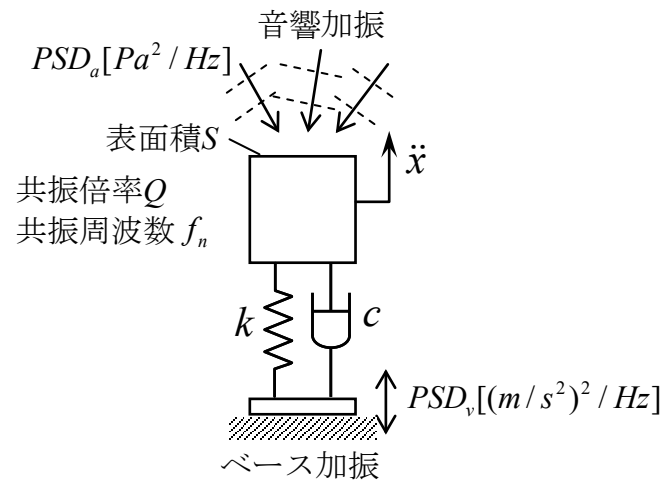 音響加振
PSD_a[Pa^2 / Hz]
表面積S
ẍ
共振倍率Q
共振周波数 f_n
k
c
PSD_v[(m / s^2)^2 / Hz]
ベース加振